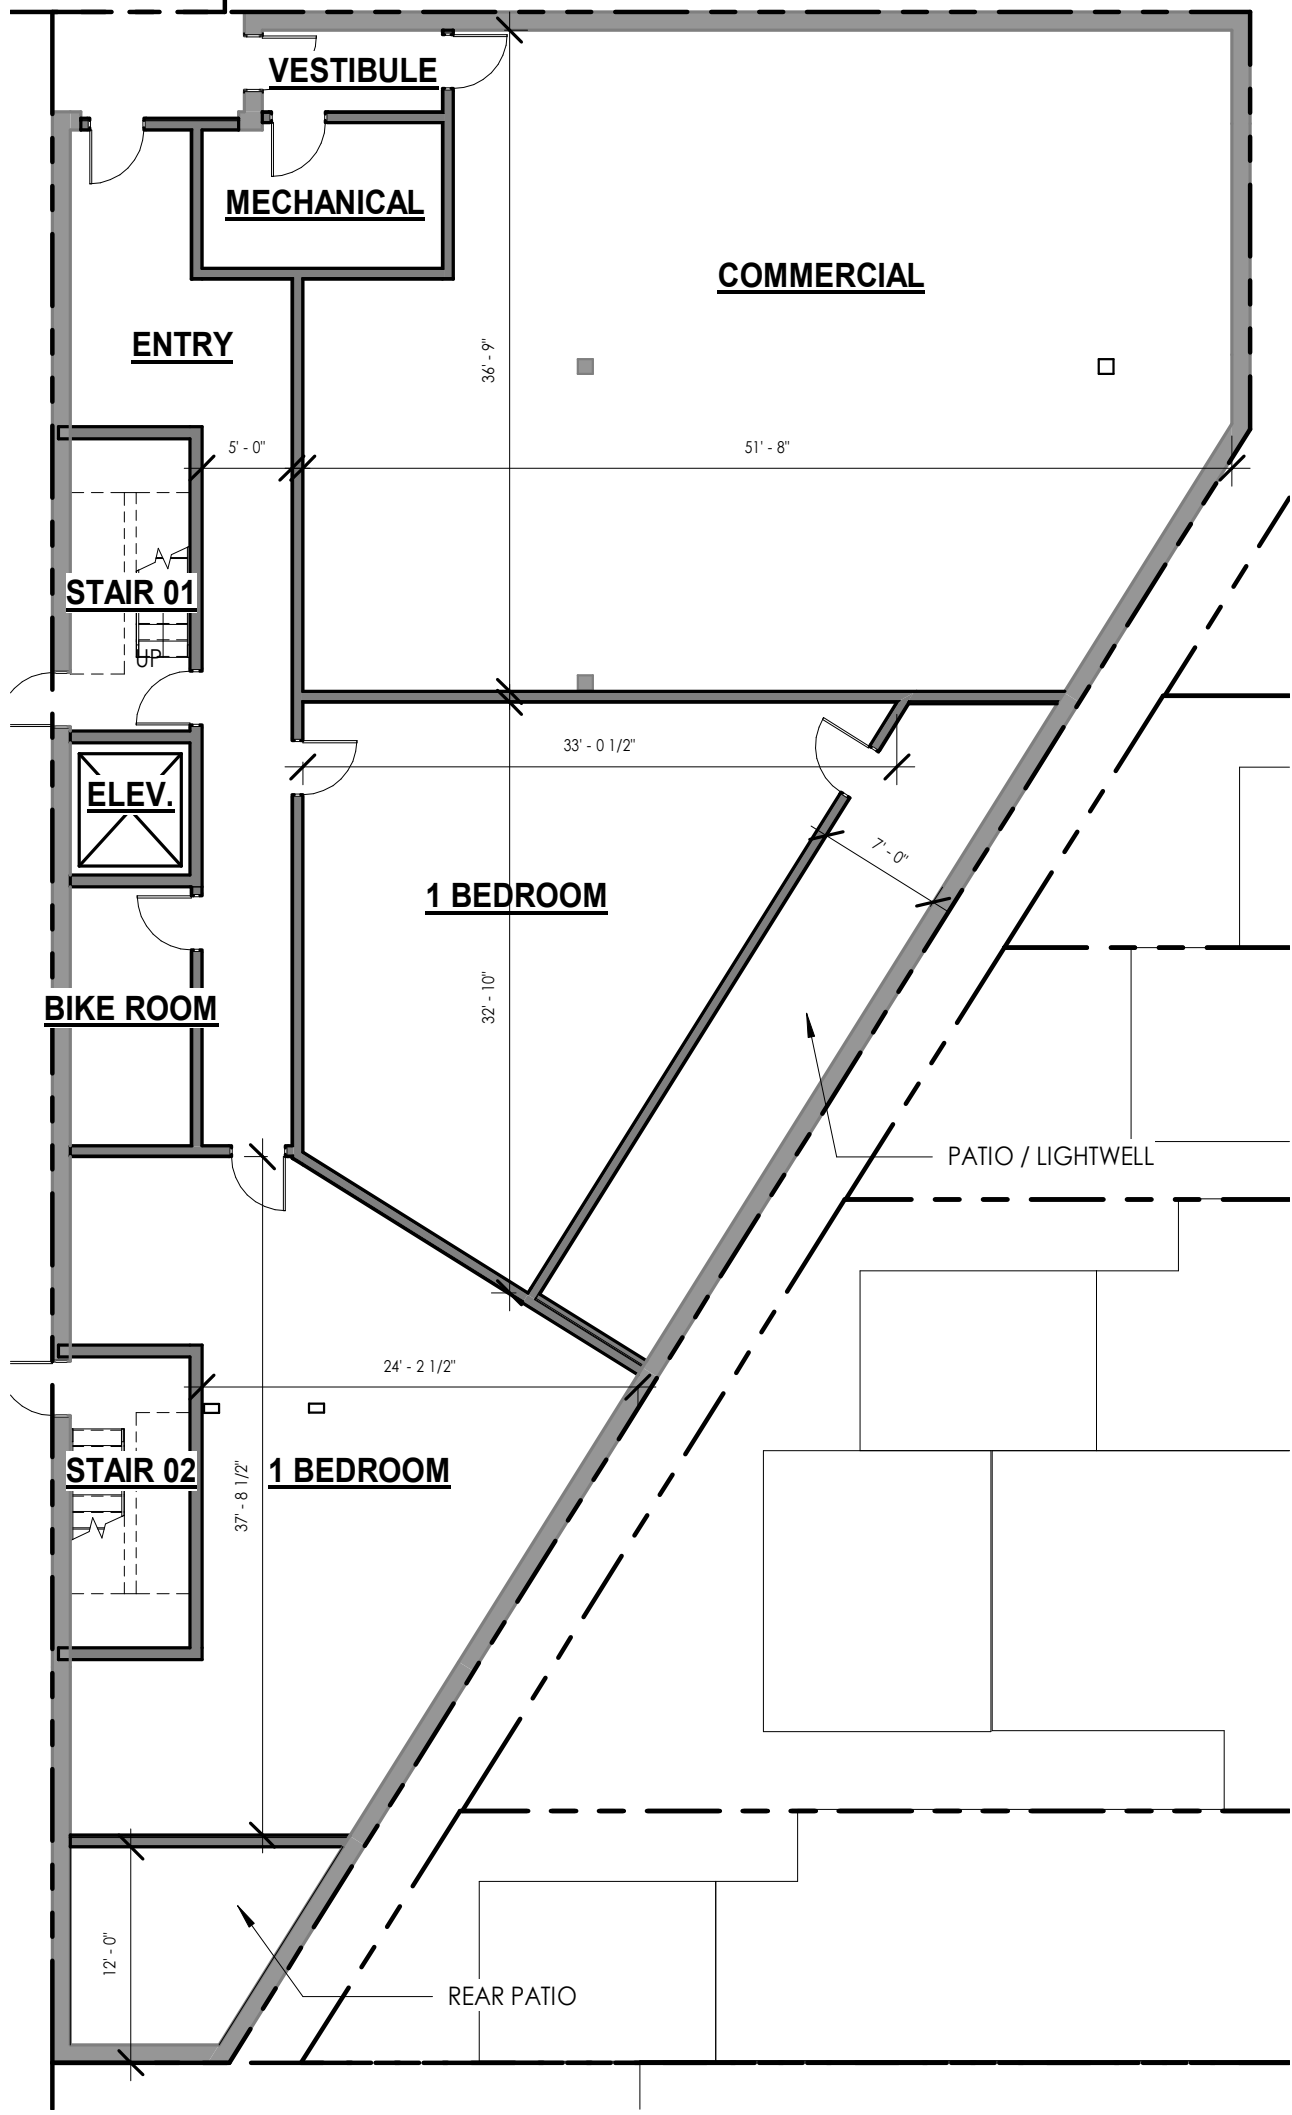 VESTIBULE
MECHANICAL
COMMERCIAL
ENTRY
36' - 9"
5' - 0"
51' - 8"
STAIR 01
UP
33' - 0 1/2"
ELEV.
7' - 0"
1 BEDROOM
32' - 10"
BIKE ROOM
PATIO / LIGHTWELL
24' - 2 1/2"
STAIR 02
1 BEDROOM
37' - 8 1/2"
12' - 0"
REAR PATIO